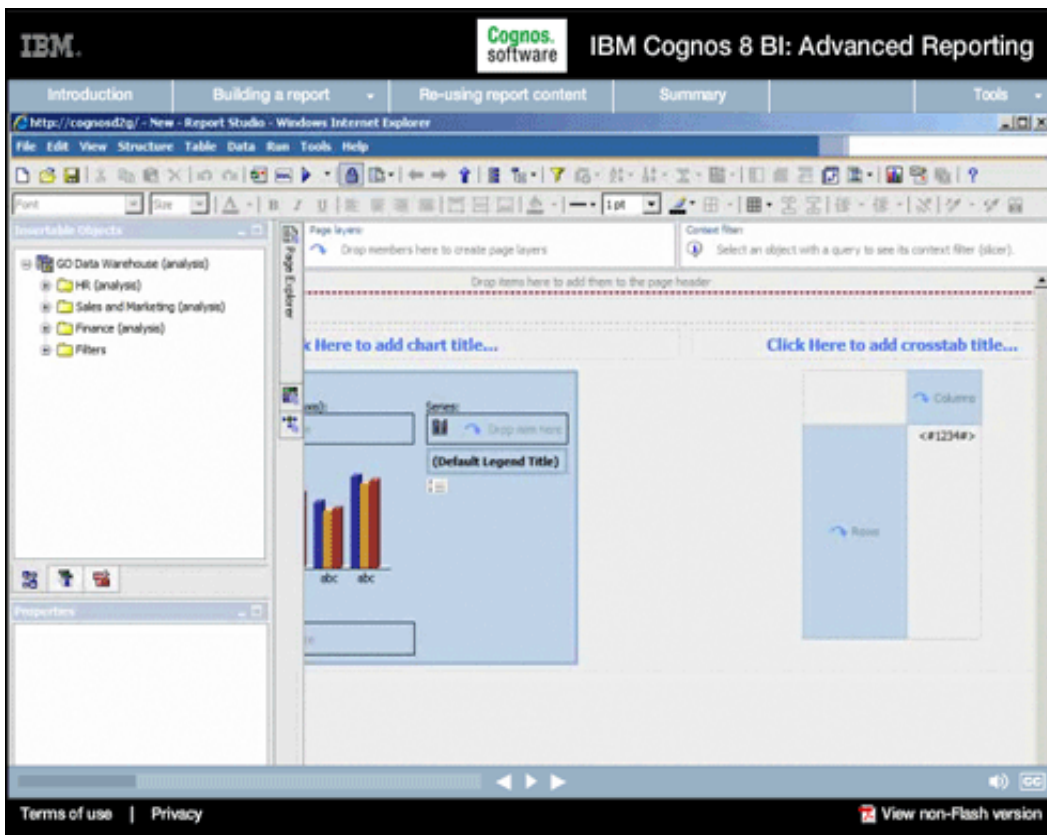 IBM.
Cognos.
software
IBM Cognos 8 BI: Advanced Reporting
Introduction
Building a report
Re-using report content
Summary
Tools
http://cognosd2g/ - New - Report Studio - Windows Internet Explorer
File Edit View Structure Table Data Run Tools Help
Font
Size
1 pt
Insertable Objects
Page layers:
Context filter:
Drop members here to create page layers
Select an object with a query to see its context filter (slicer).
Page Explorer
GO Data Warehouse (analysis)
HR (analysis)
Sales and Marketing (analysis)
Finance (analysis)
Filters
Drop items here to add them to the page header
Here to add chart title...
Click Here to add crosstab title...
Series:
Drop item here
(Default Legend Title)
Columns
<#1234#>
Rows
abc
abc
Properties
CC
Terms of use | Privacy
View non-Flash version